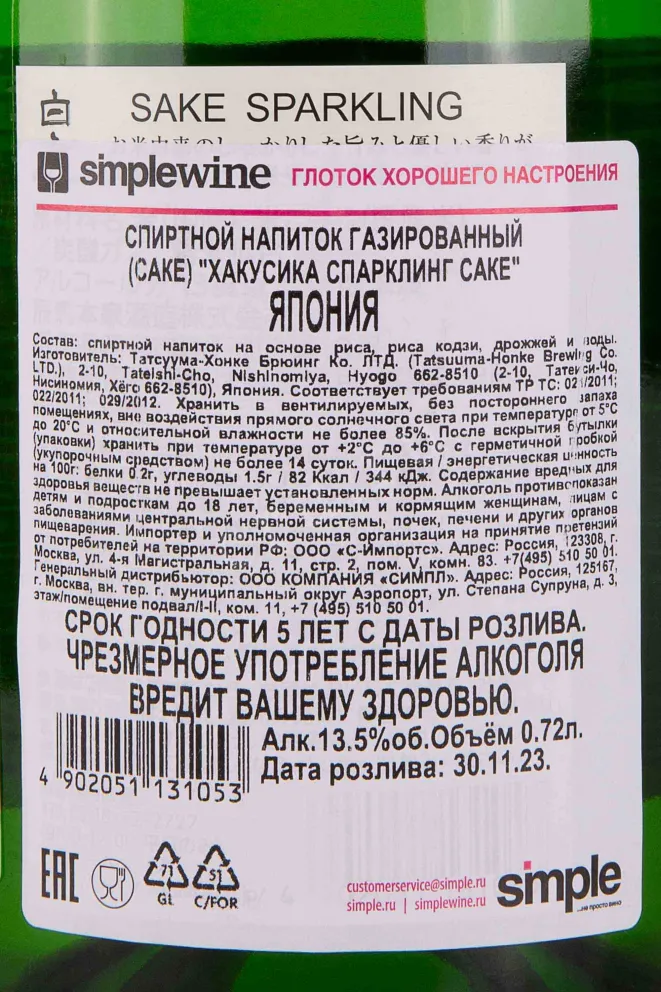 白
SAKE SPARKLING
simplewine ГЛОТОК ХОРОШЕГО НАСТРОЕНИЯ
СПИРТНОЙ НАПИТОК ГАЗИРОВАННЫЙ
(САКЕ) "ХАКУСИКА СПАРКЛИНГ САКЕ"
ЯПОНИЯ
Состав: спиртной напиток на основе риса, риса кодзи, дрожжей и воды.
Изготовитель: Татсуума-Хонке Брюинг Ко. ЛТД. (Tatsuuma-Honke Brewing Co.
LTD.), 2-10, Tateishi-Cho, Nishinomiya, Hyogo 662-8510 (2-10, Татеиси-Чо,
Нисиномия, Хёго 662-8510), Япония. Соответствует требованиям ТР ТС: 021/2011;
022/2011; 029/2012. Хранить в вентилируемых, без постороннего запаха
помещениях, вне воздействия прямого солнечного света при температуре от 5°С
до 20°С и относительной влажности не более 85%. После вскрытия бутылки
(упаковки) хранить при температуре от +2°С до +6°С с герметичной пробкой
(укупорочным средством) не более 14 суток. Пищевая / энергетическая ценность
на 100г: белки 0.2г, углеводы 1.5г / 82 Ккал / 344 кДж. Содержание вредных для
здоровья веществ не превышает установленных норм. Алкоголь противопоказан
детям и подросткам до 18 лет, беременным и кормящим женщинам, лицам с
заболеваниями центральной нервной системы, почек, печени и других органов
пищеварения. Импортер и уполномоченная организация на принятие претензий
от потребителей на территории РФ: ООО «С-Импортс». Адрес: Россия, 123308, г.
Москва, ул. 4-я Магистральная, д. 11, стр. 2, пом. V, комн. 83. +7(495) 510 50 01.
Генеральный дистрибьютор: ООО КОМПАНИЯ «СИМПЛ». Адрес: Россия, 125167,
г. Москва, вн. тер. г. муниципальный округ Аэропорт, ул. Степана Супруна, д. 3,
этаж/помещение подвал/I-II, ком. 11, +7 (495) 510 50 01.
СРОК ГОДНОСТИ 5 ЛЕТ С ДАТЫ РОЗЛИВА.
ЧРЕЗМЕРНОЕ УПОТРЕБЛЕНИЕ АЛКОГОЛЯ
ВРЕДИТ ВАШЕМУ ЗДОРОВЬЮ.
Алк.13.5%об.Объём 0.72л.
Дата розлива: 30.11.23.
4 902051 131053
EAC
71 51
GL C/FOR
customerservice@simple.ru
simple.ru | simplewine.ru
simple
...не просто вино